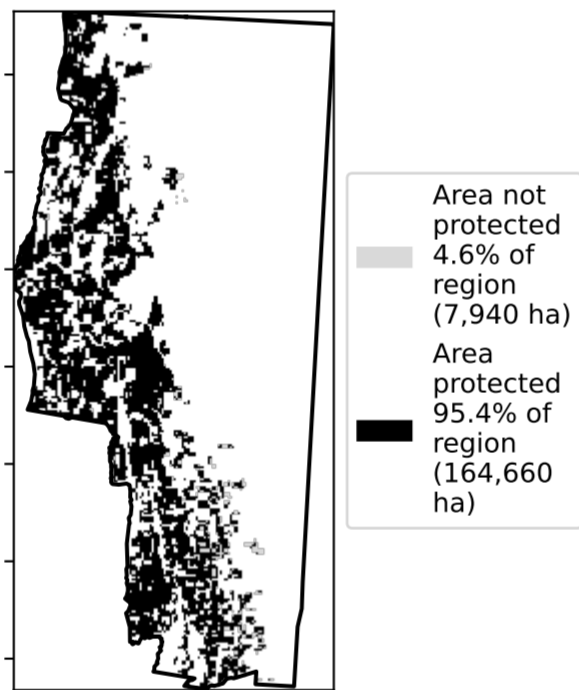 Area not
protected
4.6% of
region
(7,940 ha)
Area
protected
95.4% of
region
(164,660
ha)